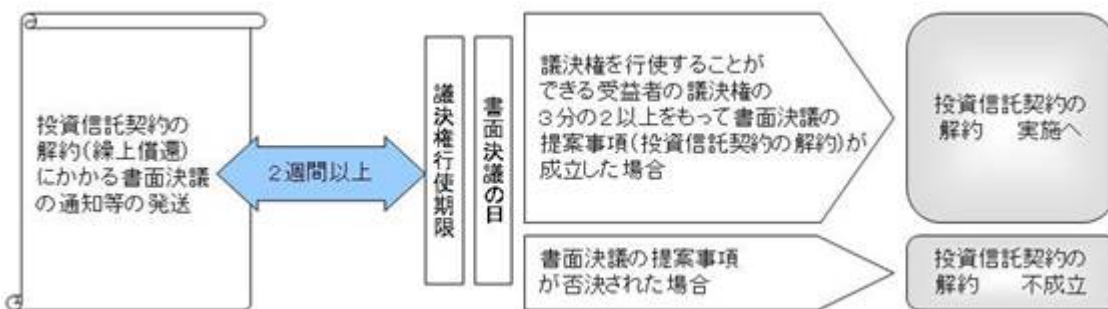 投資信託契約の
解約(繰上償還)
にかかる書面決議
の通知等の発送
2週間以上
議決権行使期限
書面決議の日
議決権を行使することが
できる受益者の議決権の
3分の2以上をもって書面決議の
提案事項(投資信託契約の解約)が
成立した場合
投資信託契約の
解約　実施へ
書面決議の提案事項
が否決された場合
投資信託契約の
解約　不成立